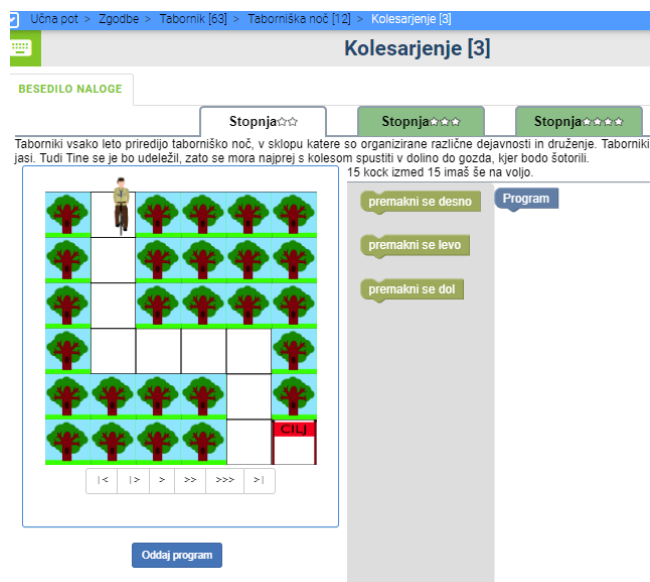 Učna pot > Zgodbe > Tabornik [63] > Taborniška noč [12] > Kolesarjenje [3]
Kolesarjenje [3]
BESEDILO NALOGE
Stopnja☆☆ Stopnja☆☆☆ Stopnja☆☆☆☆
Taborniki vsako leto priredijo taborniško noč, v sklopu katere so organizirane različne dejavnosti in druženje. Taborniki
jasi. Tudi Tine se je bo udeležil, zato se mora najprej s kolesom spustiti v dolino do gozda, kjer bodo šotorili.
15 kock izmed 15 imaš še na voljo.
premakni se desno Program
premakni se levo
premakni se dol
CILJ
|< |> > >> >>> >|
Oddaj program